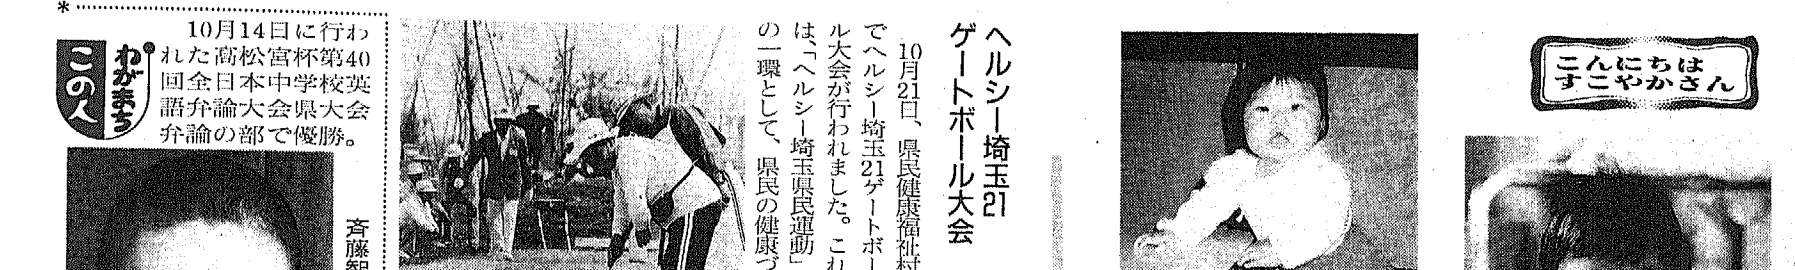 こんにちは
すこやかさん
ヘルシー埼玉21
ゲートボール大会
10月21日、県民健康福祉村
でヘルシー埼玉21ゲートボー
ル大会が行われました。これ
は、「ヘルシー埼玉県民運動」
の一環として、県民の健康づ
わがまち
この人
10月14日に行わ
れた高松宮杯第40
回全日本中学校英
語弁論大会県大会
弁論の部で優勝。
斉藤智